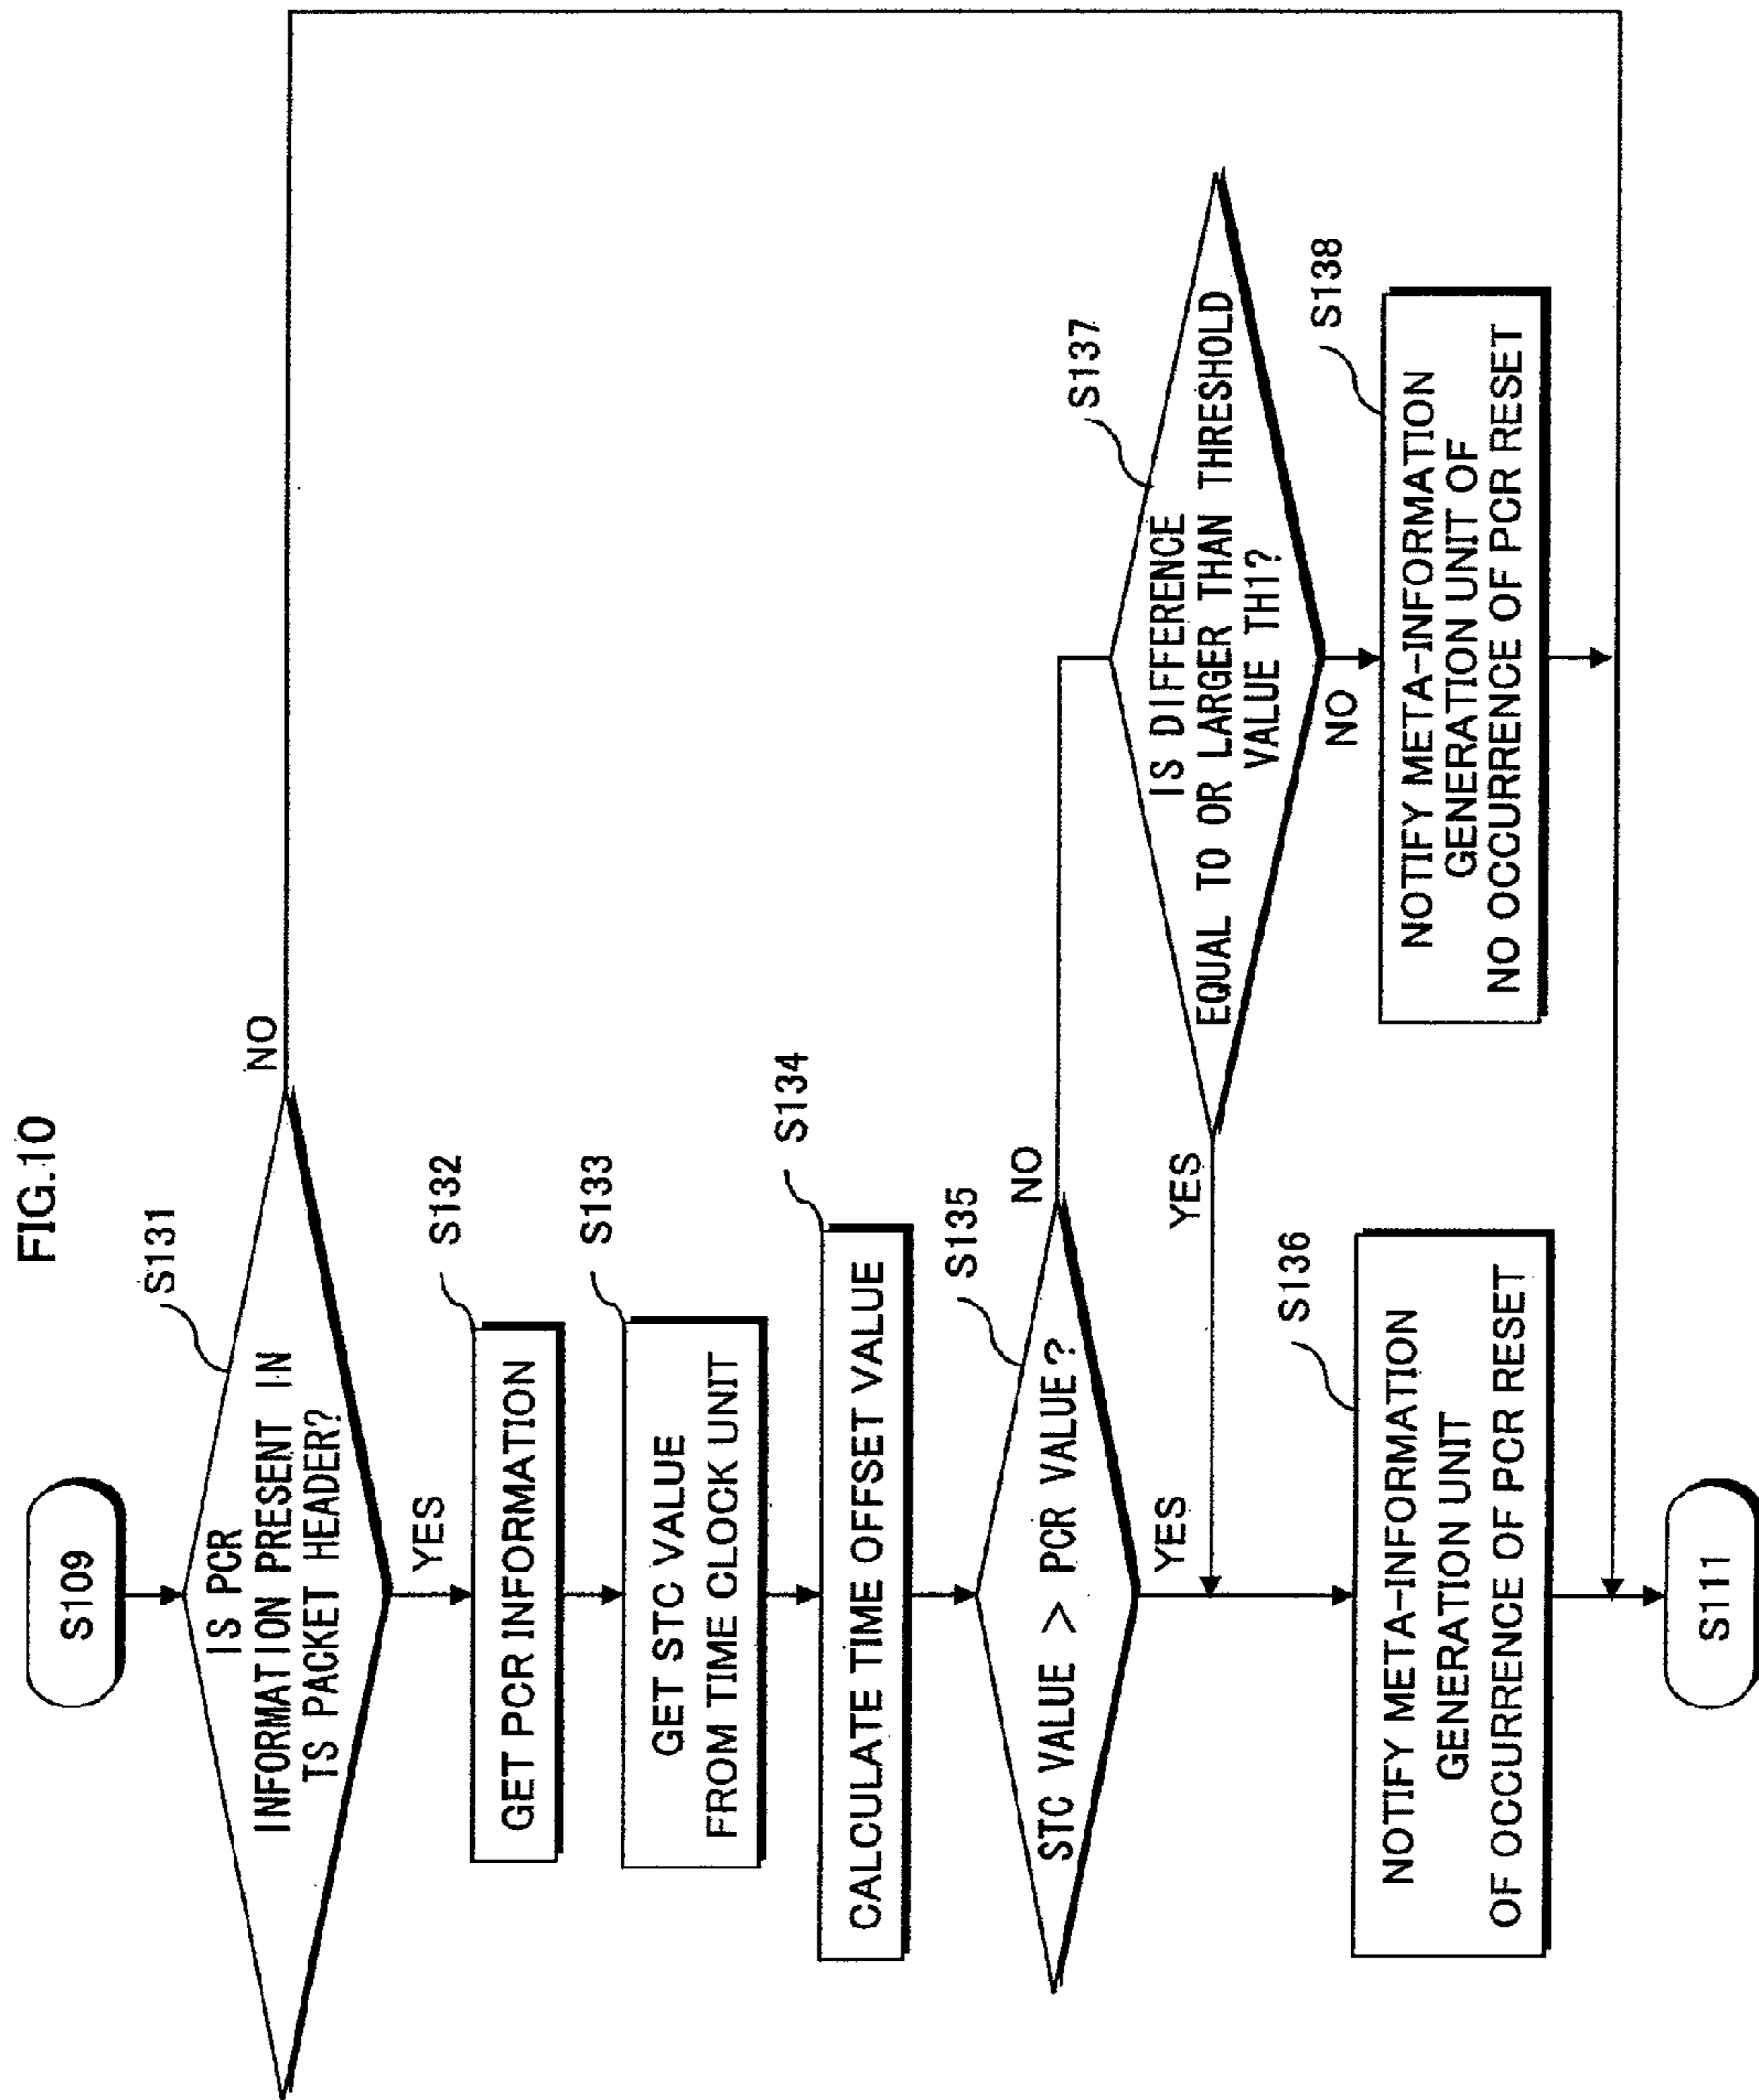 FIG.10
S109
S131
IS PCR
INFORMATION PRESENT IN
TS PACKET HEADER?
NO
YES
S132
GET PCR INFORMATION
S133
GET STC VALUE
FROM TIME CLOCK UNIT
S134
CALCULATE TIME OFFSET VALUE
S135
STC VALUE > PCR VALUE?
NO
YES
S137
IS DIFFERENCE
EQUAL TO OR LARGER THAN THRESHOLD
VALUE TH1?
YES
NO
S136
NOTIFY META-INFORMATION
GENERATION UNIT
OF OCCURRENCE OF PCR RESET
S138
NOTIFY META-INFORMATION
GENERATION UNIT OF
NO OCCURRENCE OF PCR RESET
S111